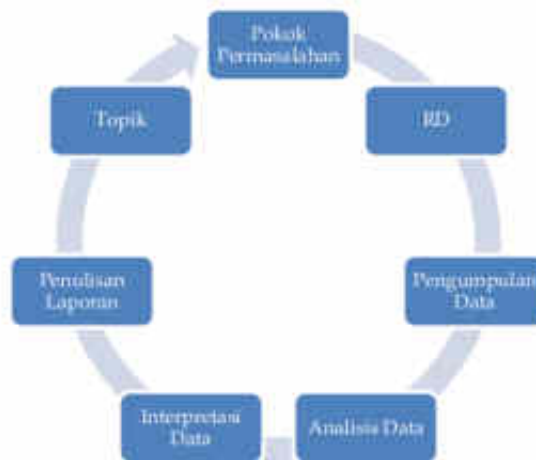 Pokok
Permasalahan
RD
Pengumpulan
Data
Analisis Data
Interpretasi
Data
Penulisan
Laporan
Topik